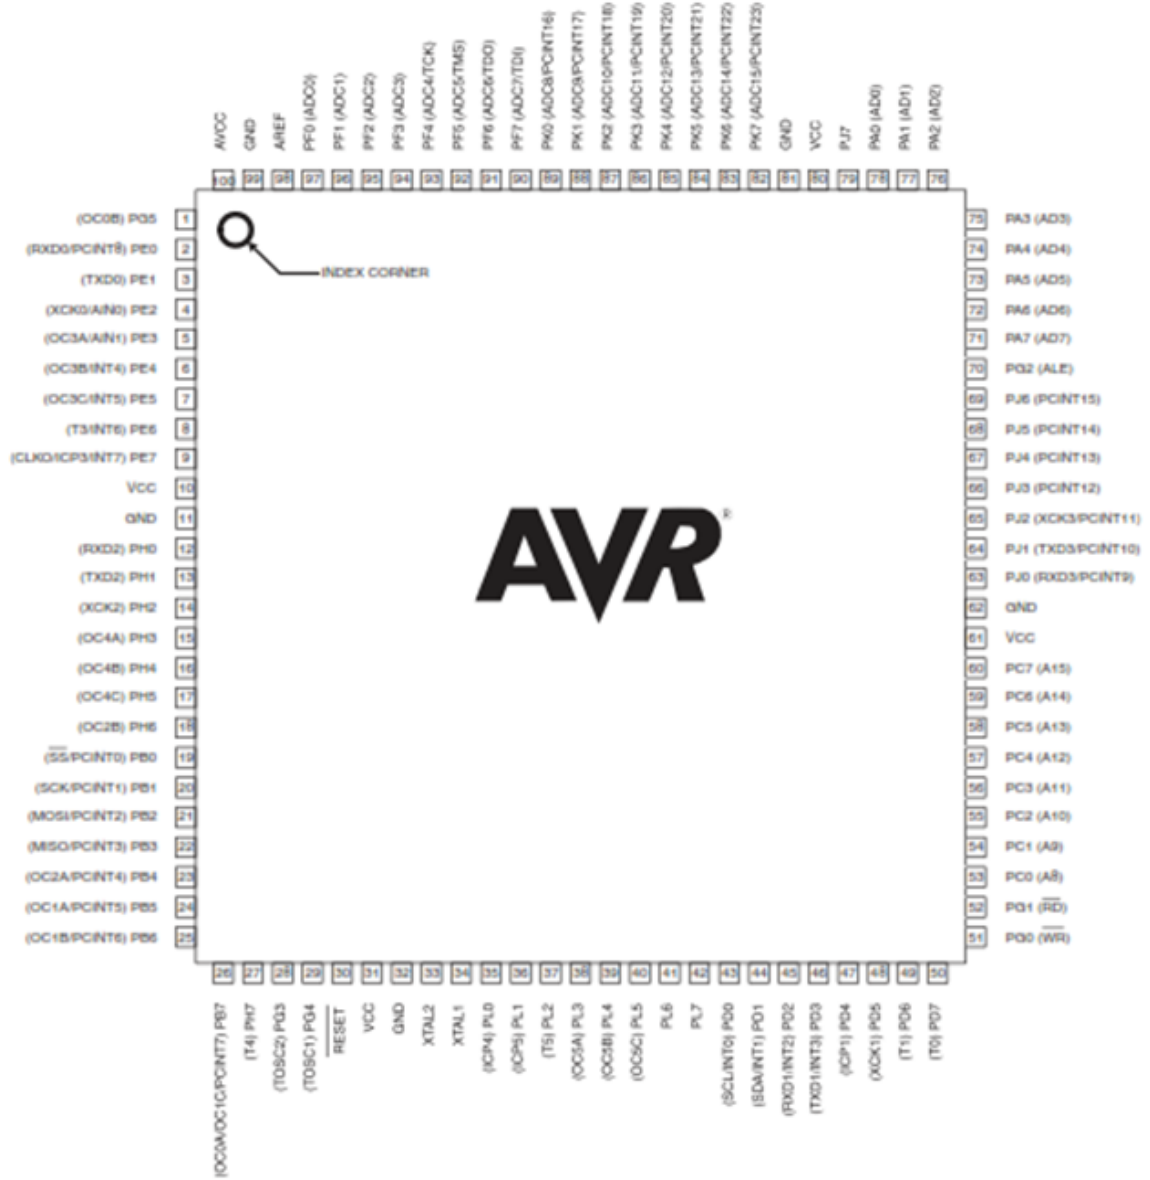 AVCC
GND
AREF
PF0 (ADC0)
PF1 (ADC1)
PF2 (ADC2)
PF3 (ADC3)
PF4 (ADC4/TCK)
PF5 (ADC5/TMS)
PF6 (ADC6/TDO)
PF7 (ADC7/TDI)
PK0 (ADC8/PCINT16)
PK1 (ADC9/PCINT17)
PK2 (ADC10/PCINT18)
PK3 (ADC11/PCINT19)
PK4 (ADC12/PCINT20)
PK5 (ADC13/PCINT21)
PK6 (ADC14/PCINT22)
PK7 (ADC15/PCINT23)
GND
VCC
PJ7
PA0 (AD0)
PA1 (AD1)
PA2 (AD2)
100 99 98 97 96 95 94 93 92 91 90 89 88 87 86 85 84 83 82 81 80 79 78 77 76
(OC0B) PG5 1
(RXD0/PCINT8) PE0 2
(TXD0) PE1 3
(XCK0/AIN0) PE2 4
(OC3A/AIN1) PE3 5
(OC3B/INT4) PE4 6
(OC3C/INT5) PE5 7
(T3/INT6) PE6 8
(CLKO/ICP3/INT7) PE7 9
VCC 10
GND 11
(RXD2) PH0 12
(TXD2) PH1 13
(XCK2) PH2 14
(OC4A) PH3 15
(OC4B) PH4 16
(OC4C) PH5 17
(OC2B) PH6 18
(SS/PCINT0) PB0 19
(SCK/PCINT1) PB1 20
(MOSI/PCINT2) PB2 21
(MISO/PCINT3) PB3 22
(OC2A/PCINT4) PB4 23
(OC1A/PCINT5) PB5 24
(OC1B/PCINT6) PB6 25
INDEX CORNER
AVR®
75 PA3 (AD3)
74 PA4 (AD4)
73 PA5 (AD5)
72 PA6 (AD6)
71 PA7 (AD7)
70 PG2 (ALE)
69 PJ6 (PCINT15)
68 PJ5 (PCINT14)
67 PJ4 (PCINT13)
66 PJ3 (PCINT12)
65 PJ2 (XCK3/PCINT11)
64 PJ1 (TXD3/PCINT10)
63 PJ0 (RXD3/PCINT9)
62 GND
61 VCC
60 PC7 (A15)
59 PC6 (A14)
58 PC5 (A13)
57 PC4 (A12)
56 PC3 (A11)
55 PC2 (A10)
54 PC1 (A9)
53 PC0 (A8)
52 PG1 (RD)
51 PG0 (WR)
26 27 28 29 30 31 32 33 34 35 36 37 38 39 40 41 42 43 44 45 46 47 48 49 50
(OC0A/OC1C/PCINT7) PB7
(T4) PH7
(TOSC2) PG3
(TOSC1) PG4
RESET
VCC
GND
XTAL2
XTAL1
(ICP4) PL0
(ICP5) PL1
(T5) PL2
(OC5A) PL3
(OC5B) PL4
(OC5C) PL5
PL6
PL7
(SCL/INT0) PD0
(SDA/INT1) PD1
(RXD1/INT2) PD2
(TXD1/INT3) PD3
(ICP1) PD4
(XCK1) PD5
(T1) PD6
(T0) PD7